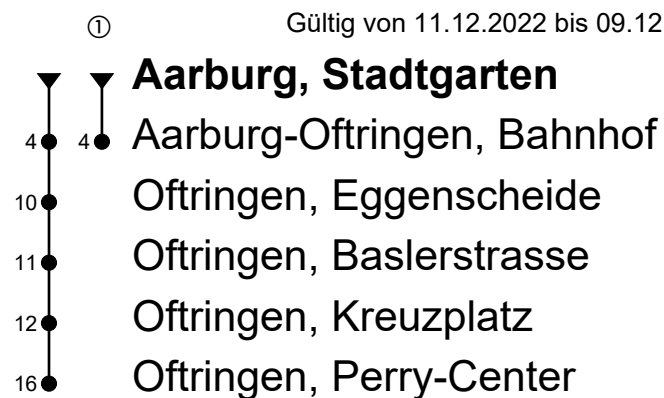 ① Gültig von 11.12.2022 bis 09.12
Aarburg, Stadtgarten
4 4 Aarburg-Oftringen, Bahnhof
10 Oftringen, Eggenscheide
11 Oftringen, Baslerstrasse
12 Oftringen, Kreuzplatz
16 Oftringen, Perry-Center